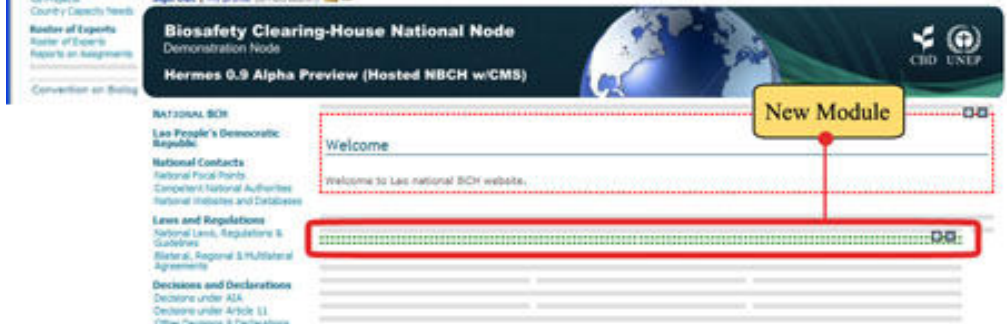 Country Capacity Needs
Roster of Experts
Roster of Experts
Reports on Assignments
Convention on Biolog
Biosafety Clearing-House National Node
Demonstration Node
Hermes 0.9 Alpha Preview (Hosted NBCH w/CMS)
CBD UNEP
New Module
NATIONAL BCH
Lao People's Democratic
Republic
National Contacts
National Focal Points
Competent National Authorities
National Websites and Databases
Laws and Regulations
National Laws, Regulations &
Guidelines
Bilateral, Regional & Multilateral
Agreements
Decisions and Declarations
Decisions under AIA
Decisions under Article 11
Other Decisions & Declarations
Welcome
Welcome to Lao national BCH website.